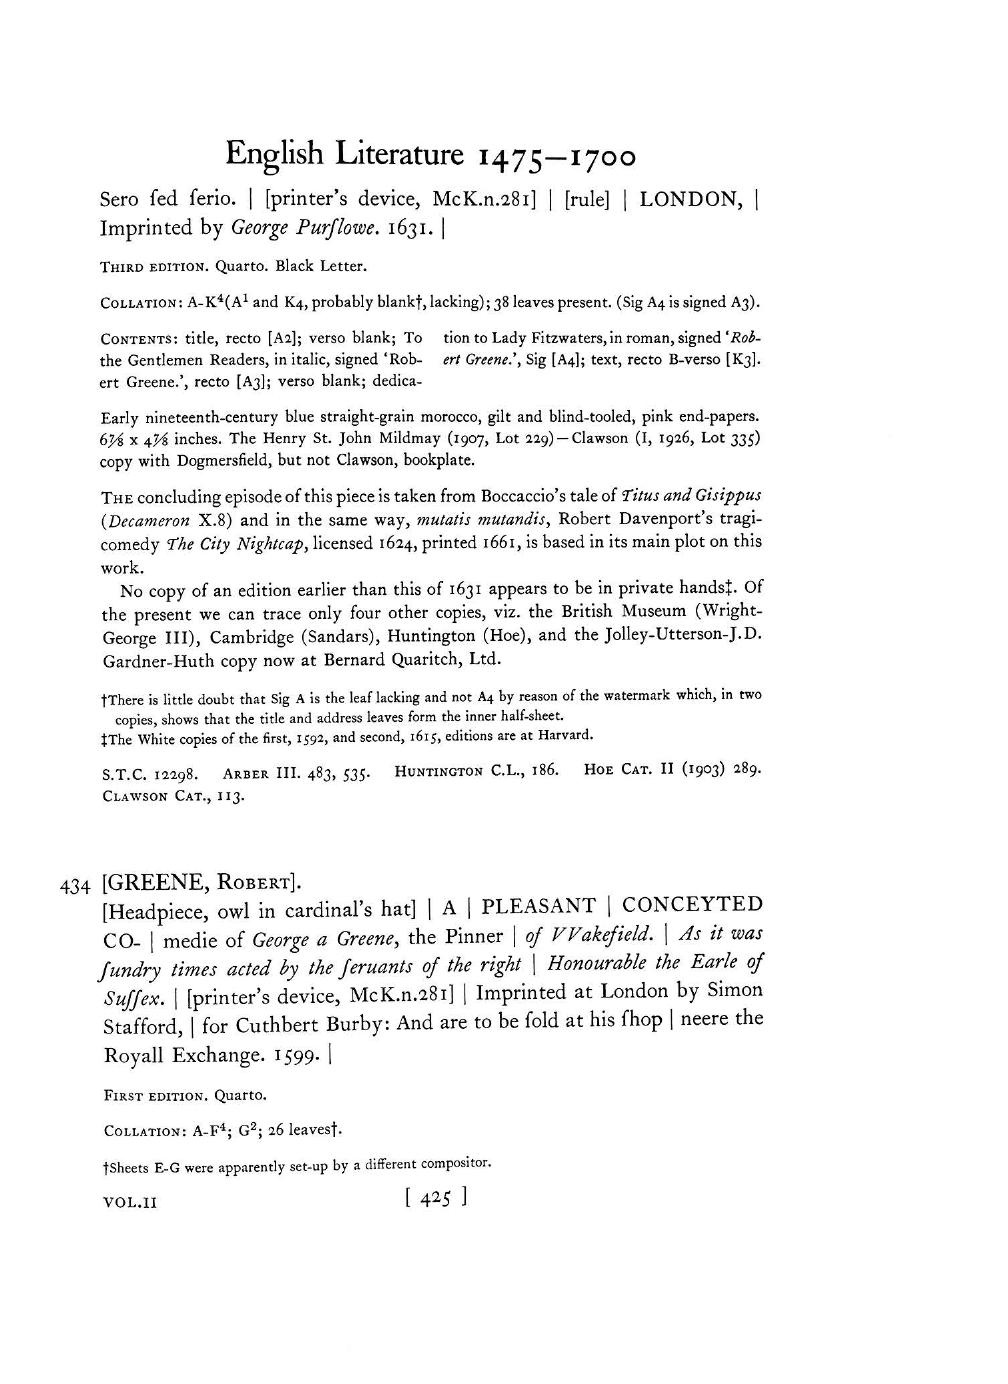 English Literature 1475–1700
Sero ſed ſerio. | [printer's device, McK.n.281] | [rule] | LONDON, |
Imprinted by George Purſlowe. 1631. |
THIRD EDITION. Quarto. Black Letter.
COLLATION: A-K⁴(A¹ and K4, probably blank†, lacking); 38 leaves present. (Sig A4 is signed A3).
CONTENTS: title, recto [A2]; verso blank; To
the Gentlemen Readers, in italic, signed 'Rob-
ert Greene.', recto [A3]; verso blank; dedica-
tion to Lady Fitzwaters, in roman, signed 'Rob-
ert Greene.', Sig [A4]; text, recto B-verso [K3].
Early nineteenth-century blue straight-grain morocco, gilt and blind-tooled, pink end-papers.
6⅞ x 4⅞ inches. The Henry St. John Mildmay (1907, Lot 229)—Clawson (I, 1926, Lot 335)
copy with Dogmersfield, but not Clawson, bookplate.
THE concluding episode of this piece is taken from Boccaccio's tale of Titus and Gisippus
(Decameron X.8) and in the same way, mutatis mutandis, Robert Davenport's tragi-
comedy The City Nightcap, licensed 1624, printed 1661, is based in its main plot on this
work.
No copy of an edition earlier than this of 1631 appears to be in private hands‡. Of
the present we can trace only four other copies, viz. the British Museum (Wright-
George III), Cambridge (Sandars), Huntington (Hoe), and the Jolley-Utterson-J.D.
Gardner-Huth copy now at Bernard Quaritch, Ltd.
†There is little doubt that Sig A is the leaf lacking and not A4 by reason of the watermark which, in two
copies, shows that the title and address leaves form the inner half-sheet.
‡The White copies of the first, 1592, and second, 1615, editions are at Harvard.
S.T.C. 12298. ARBER III. 483, 535. HUNTINGTON C.L., 186. HOE CAT. II (1903) 289.
CLAWSON CAT., 113.
434 [GREENE, ROBERT].
[Headpiece, owl in cardinal's hat] | A | PLEASANT | CONCEYTED
CO- | medie of George a Greene, the Pinner | of VVakefield. | As it was
ſundry times acted by the ſeruants of the right | Honourable the Earle of
Suſſex. | [printer's device, McK.n.281] | Imprinted at London by Simon
Stafford, | for Cuthbert Burby: And are to be ſold at his ſhop | neere the
Royall Exchange. 1599. |
FIRST EDITION. Quarto.
COLLATION: A-F⁴; G²; 26 leaves†.
†Sheets E-G were apparently set-up by a different compositor.
VOL.II [ 425 ]